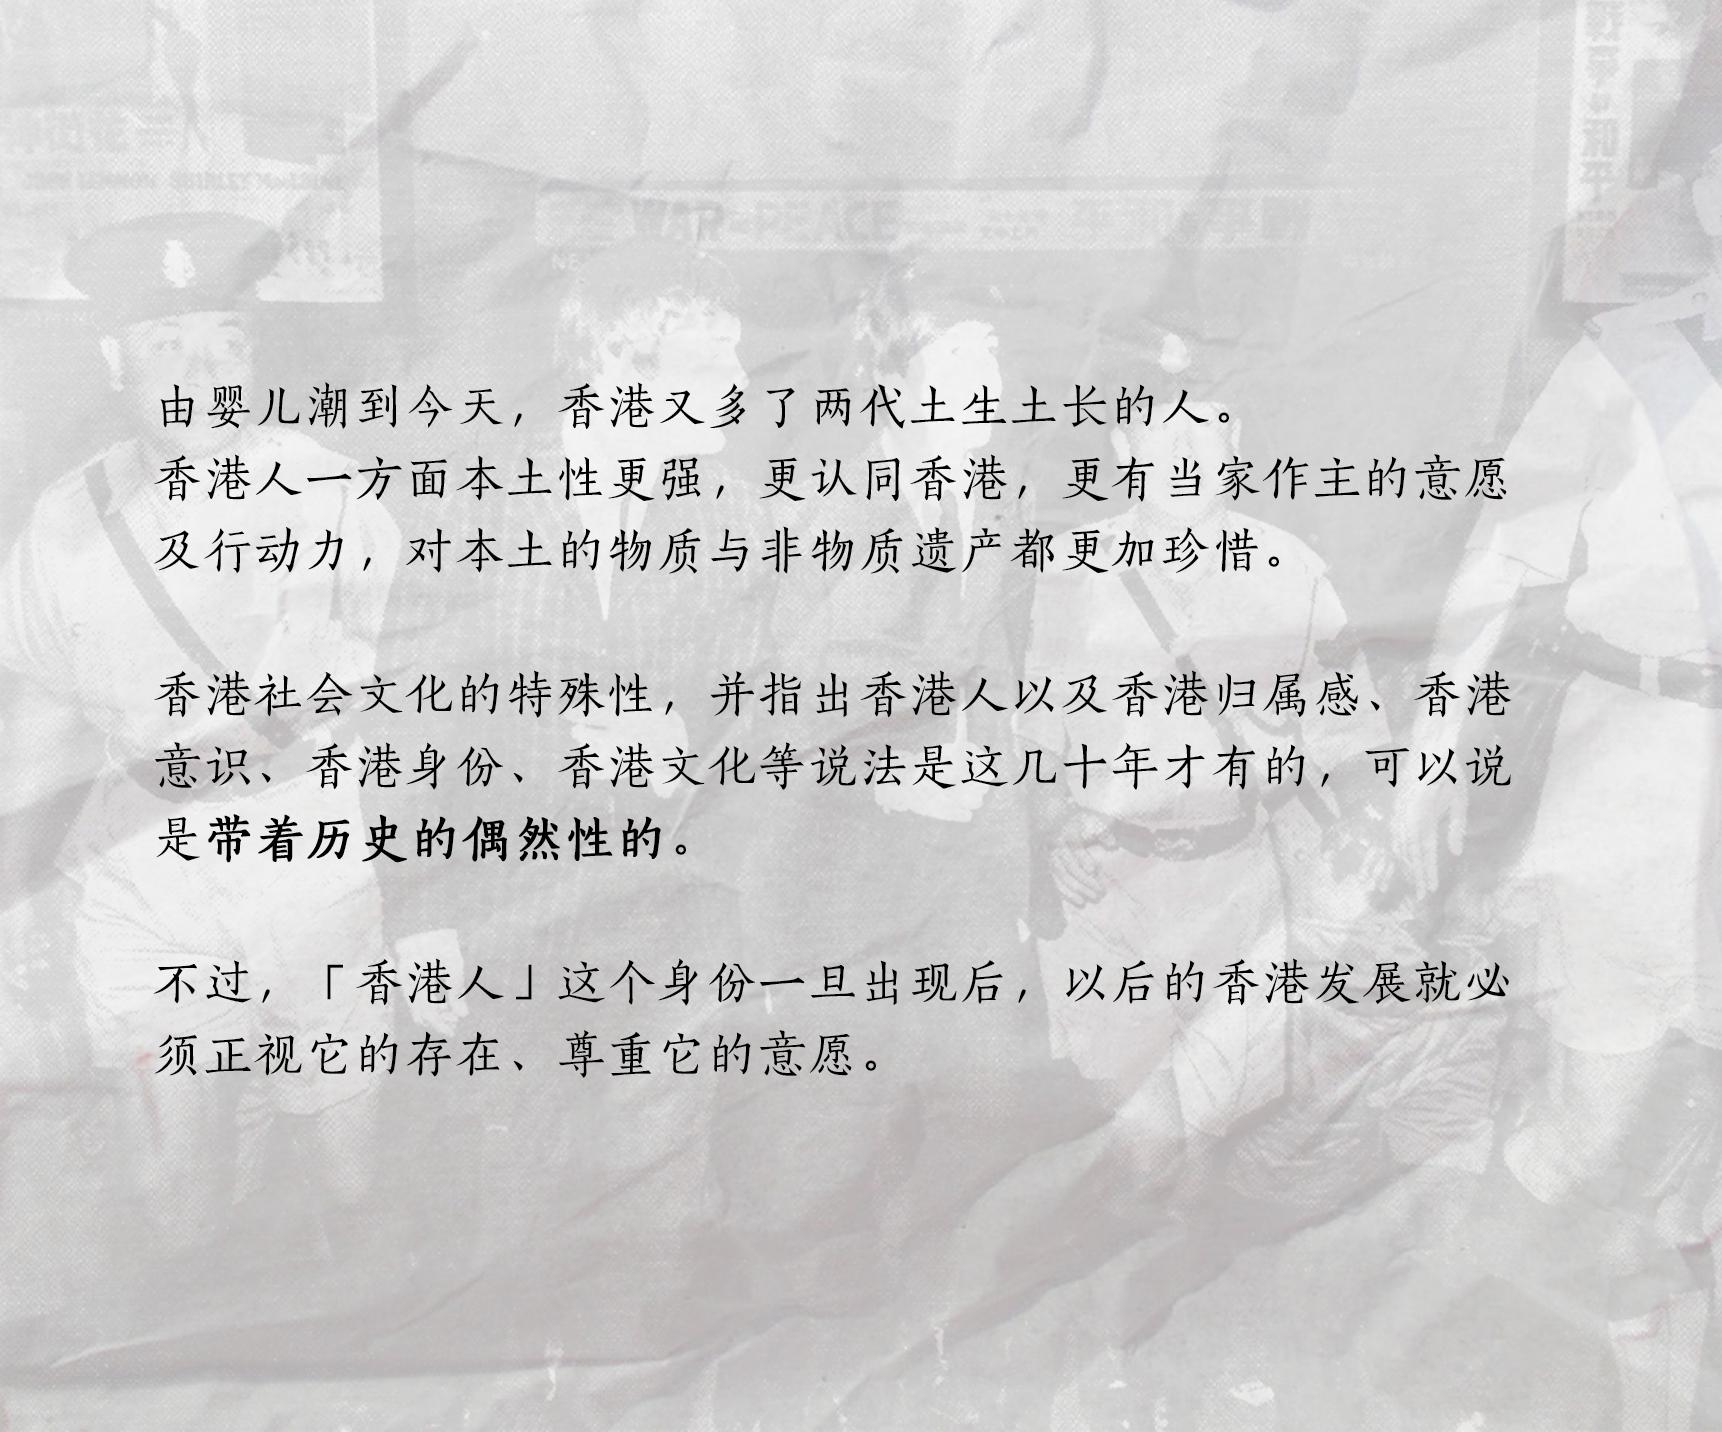 WAR PEACE
和平
由婴儿潮到今天，香港又多了两代土生土长的人。
香港人一方面本土性更强，更认同香港，更有当家作主的意愿
及行动力，对本土的物质与非物质遗产都更加珍惜。
香港社会文化的特殊性，并指出香港人以及香港归属感、香港
意识、香港身份、香港文化等说法是这几十年才有的，可以说
是带着历史的偶然性的。
不过，「香港人」这个身份一旦出现后，以后的香港发展就必
须正视它的存在、尊重它的意愿。